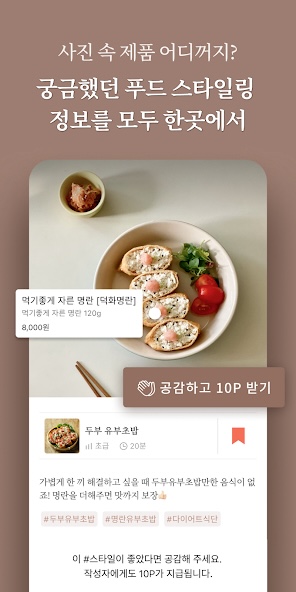 사진 속 제품 어디꺼지?
궁금했던 푸드 스타일링
정보를 모두 한곳에서
먹기좋게 자른 명란 [덕화명란]
먹기좋게 자른 명란 120g
8,000원
공감하고 10P 받기
두부 유부초밥
초급 20분
가볍게 한 끼 해결하고 싶을 때 두부유부초밥만한 음식이 없
죠! 명란을 더해주면 맛까지 보장👍🏻
#두부유부초밥 #명란유부초밥 #다이어트식단
이 #스타일이 좋았다면 공감해 주세요.
작성자에게도 10P가 지급됩니다.